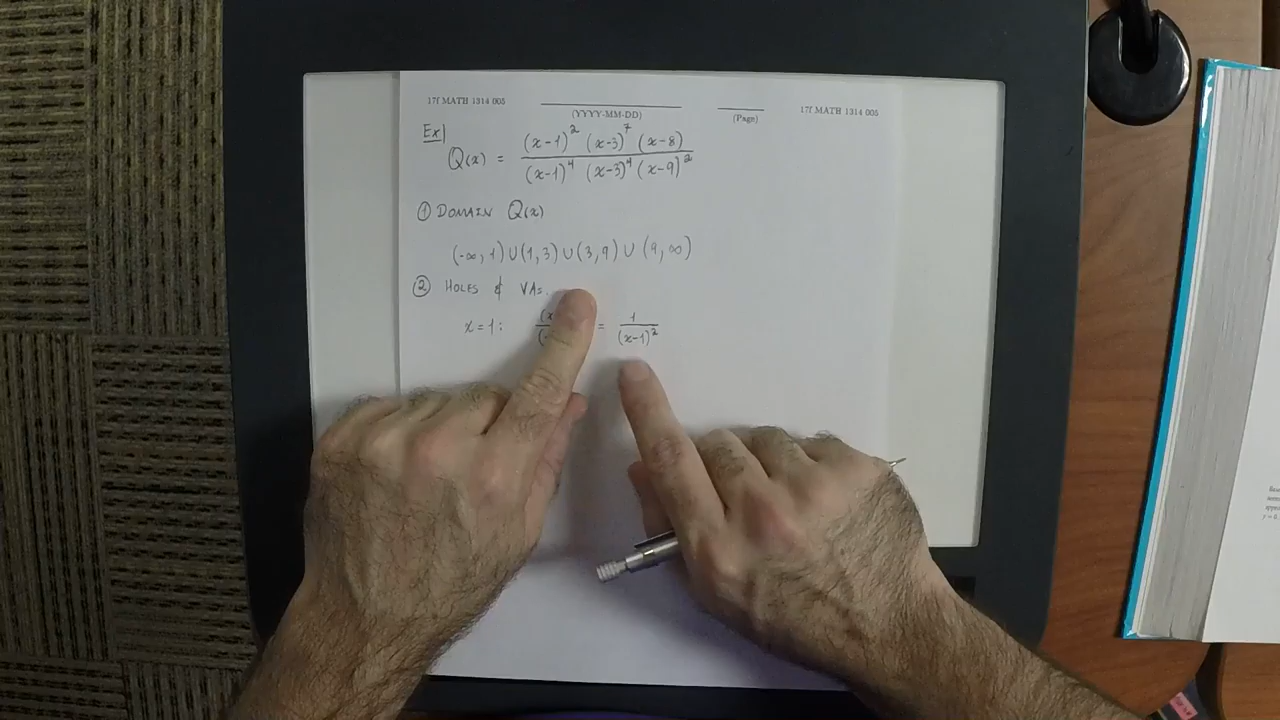 17f MATH 1314 005 (YYYY-MM-DD) (Page) 17f MATH 1314 005
Ex
Q(x) = (x-1)^2 (x-3)^7 (x-8) / (x-1)^4 (x-3)^4 (x-9)^2
① DOMAIN Q(x)
(-∞, 1) ∪ (1, 3) ∪ (3, 9) ∪ (9, ∞)
② HOLES & VAs.
x=1: = 1 / (x-1)^2